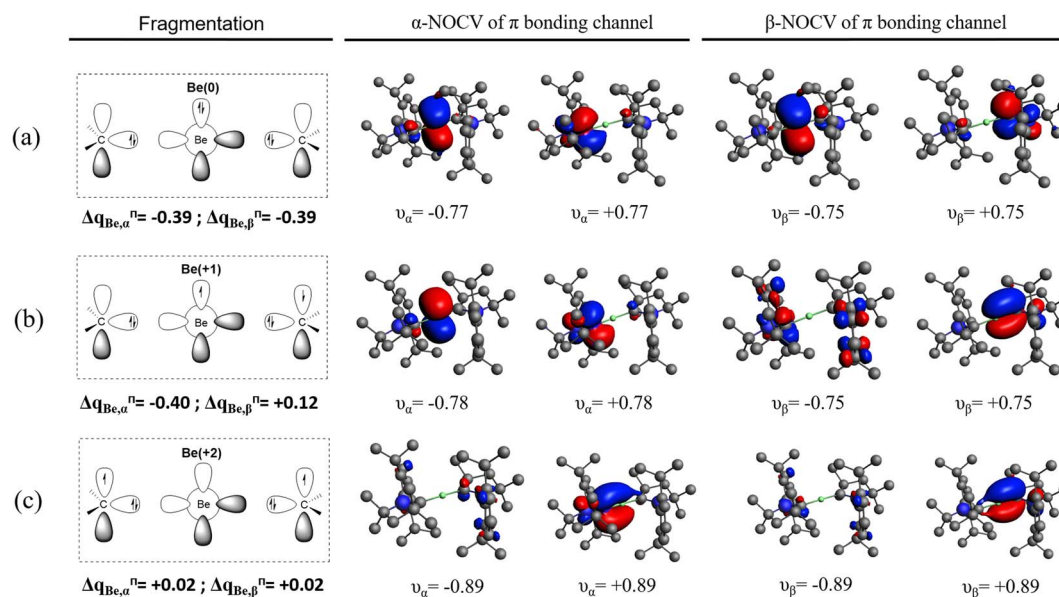 Fragmentation
α-NOCV of π bonding channel
β-NOCV of π bonding channel
(a)
Be(0)
C
Be
C
Δq_Be,α^π= -0.39 ; Δq_Be,β^π= -0.39
υ_α= -0.77
υ_α= +0.77
υ_β= -0.75
υ_β= +0.75
(b)
Be(+1)
C
Be
C
Δq_Be,α^π= -0.40 ; Δq_Be,β^π= +0.12
υ_α= -0.78
υ_α= +0.78
υ_β= -0.75
υ_β= +0.75
(c)
Be(+2)
C
Be
C
Δq_Be,α^π= +0.02 ; Δq_Be,β^π= +0.02
υ_α= -0.89
υ_α= +0.89
υ_β= -0.89
υ_β= +0.89